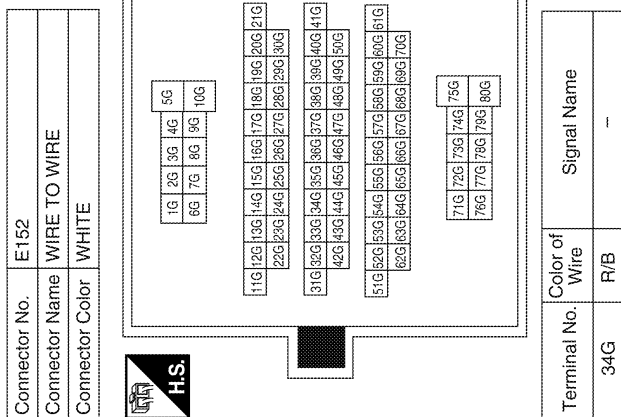 Connector No. E152
Connector Name WIRE TO WIRE
Connector Color WHITE
H.S.
1G 2G 3G 4G 5G
6G 7G 8G 9G 10G
11G 12G 13G 14G 15G 16G 17G 18G 19G 20G 21G
22G 23G 24G 25G 26G 27G 28G 29G 30G
31G 32G 33G 34G 35G 36G 37G 38G 39G 40G 41G
42G 43G 44G 45G 46G 47G 48G 49G 50G
51G 52G 53G 54G 55G 56G 57G 58G 59G 60G 61G
62G 63G 64G 65G 66G 67G 68G 69G 70G
71G 72G 73G 74G 75G
76G 77G 78G 79G 80G
Terminal No. Color of Wire Signal Name
34G R/B –